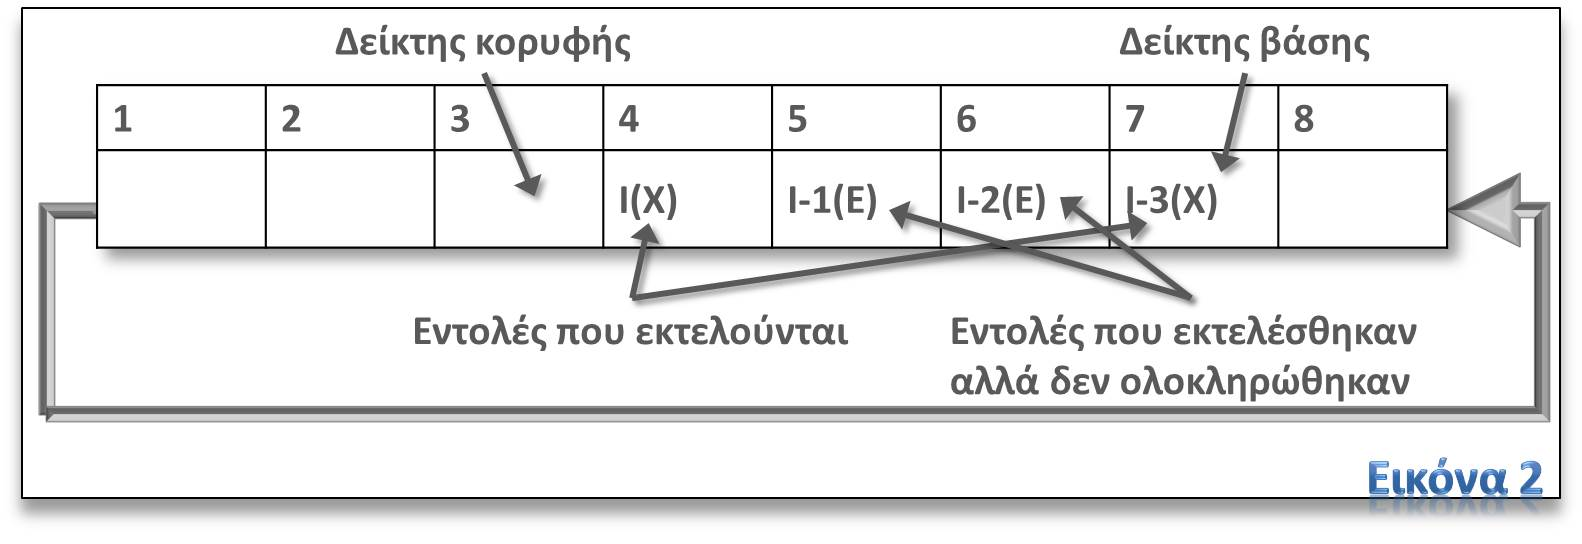 Δείκτης κορυφής Δείκτης βάσης
1 2 3 4 5 6 7 8
I(X) I-1(E) I-2(E) I-3(X)
Εντολές που εκτελούνται Εντολές που εκτελέσθηκαν
αλλά δεν ολοκληρώθηκαν
Εικόνα 2